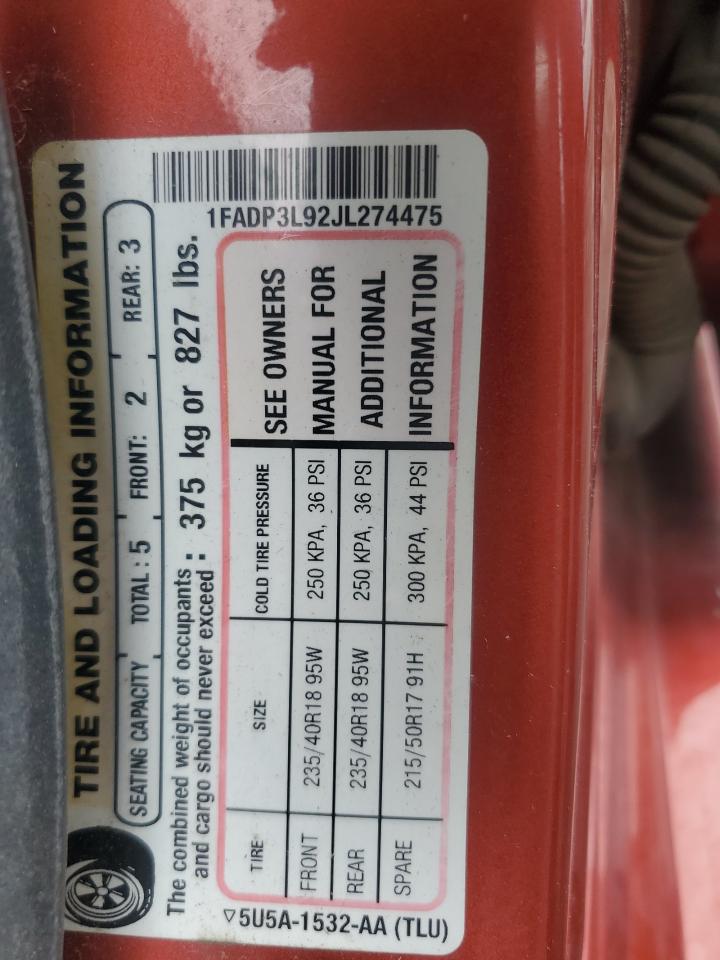 TIRE AND LOADING INFORMATION
SEATING CAPACITY TOTAL : 5 FRONT: 2 REAR: 3
The combined weight of occupants
and cargo should never exceed : 375 kg or 827 lbs.
1FADP3L92JL274475
TIRE SIZE COLD TIRE PRESSURE
FRONT 235/40R18 95W 250 KPA, 36 PSI
REAR 235/40R18 95W 250 KPA, 36 PSI
SPARE 215/50R17 91H 300 KPA, 44 PSI
SEE OWNERS
MANUAL FOR
ADDITIONAL
INFORMATION
▽5U5A-1532-AA (TLU)